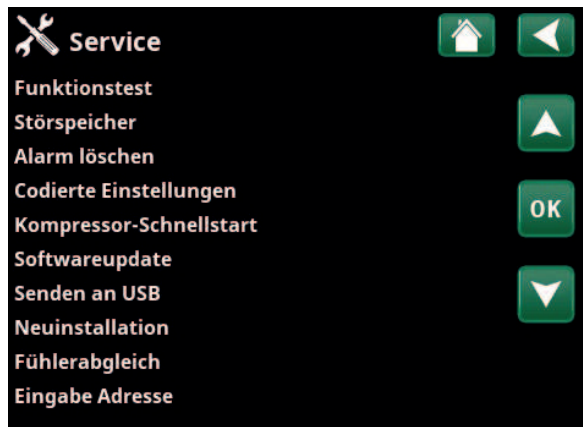 Service
Funktionstest
Störspeicher
Alarm löschen
Codierte Einstellungen
Kompressor-Schnellstart
Softwareupdate
Senden an USB
Neuinstallation
Fühlerabgleich
Eingabe Adresse
OK